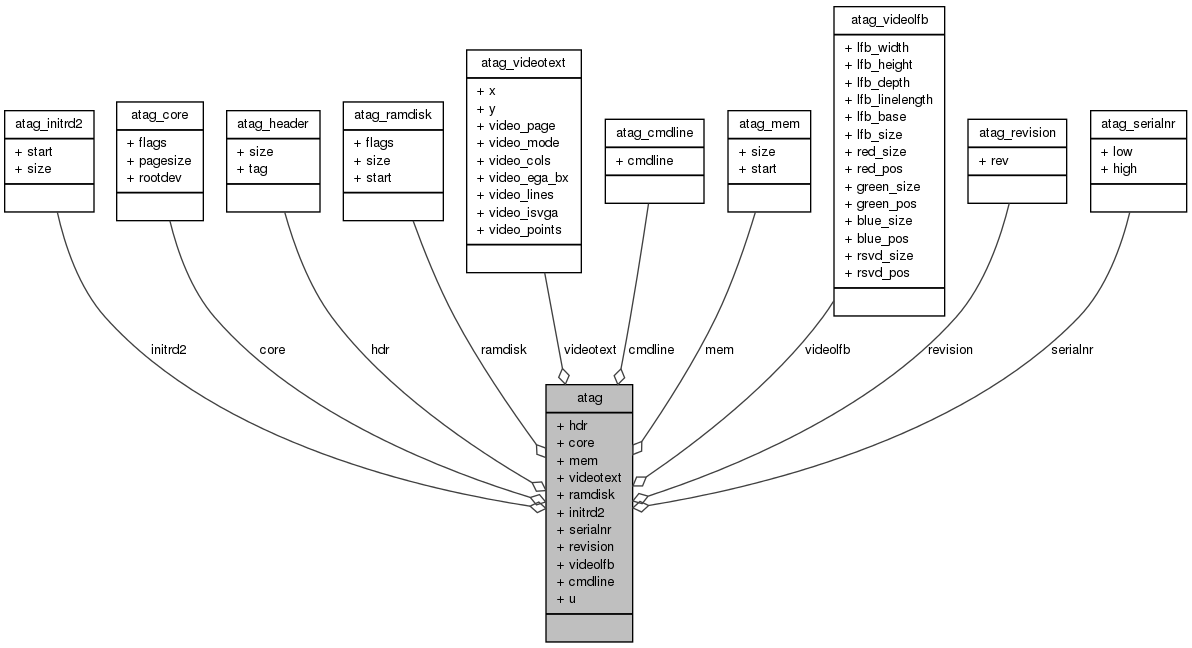 atag_initrd2
+ start
+ size
atag_core
+ flags
+ pagesize
+ rootdev
atag_header
+ size
+ tag
atag_ramdisk
+ flags
+ size
+ start
atag_videotext
+ x
+ y
+ video_page
+ video_mode
+ video_cols
+ video_ega_bx
+ video_lines
+ video_isvga
+ video_points
atag_cmdline
+ cmdline
atag_mem
+ size
+ start
atag_videolfb
+ lfb_width
+ lfb_height
+ lfb_depth
+ lfb_linelength
+ lfb_base
+ lfb_size
+ red_size
+ red_pos
+ green_size
+ green_pos
+ blue_size
+ blue_pos
+ rsvd_size
+ rsvd_pos
atag_revision
+ rev
atag_serialnr
+ low
+ high
initrd2
core
hdr
ramdisk
videotext
cmdline
mem
videolfb
revision
serialnr
atag
+ hdr
+ core
+ mem
+ videotext
+ ramdisk
+ initrd2
+ serialnr
+ revision
+ videolfb
+ cmdline
+ u